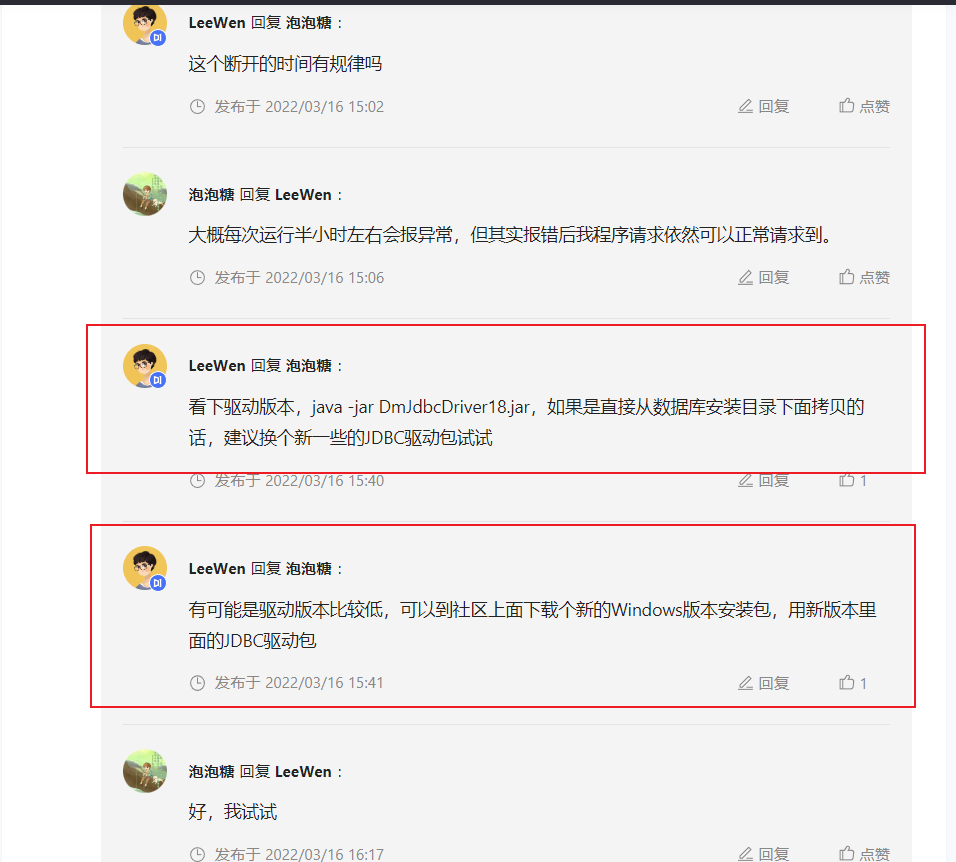 LeeWen 回复 泡泡糖：
DI
这个断开的时间有规律吗
发布于 2022/03/16 15:02 回复 点赞
泡泡糖 回复 LeeWen：
大概每次运行半小时左右会报异常，但其实报错后我程序请求依然可以正常请求到。
发布于 2022/03/16 15:06 回复 点赞
LeeWen 回复 泡泡糖：
DI
看下驱动版本，java -jar DmJdbcDriver18.jar，如果是直接从数据库安装目录下面拷贝的
话，建议换个新一些的JDBC驱动包试试
发布于 2022/03/16 15:40 回复 1
LeeWen 回复 泡泡糖：
DI
有可能是驱动版本比较低，可以到社区上面下载个新的Windows版本安装包，用新版本里
面的JDBC驱动包
发布于 2022/03/16 15:41 回复 1
泡泡糖 回复 LeeWen：
好，我试试
发布于 2022/03/16 16:17 回复 点赞